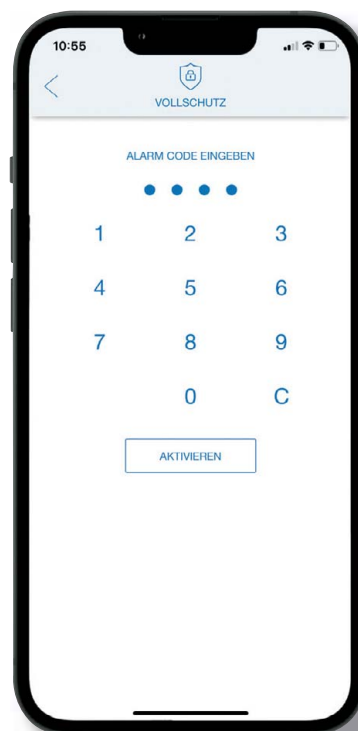 10:55
VOLLSCHUTZ
ALARM CODE EINGEBEN
1 2 3
4 5 6
7 8 9
0 C
AKTIVIEREN